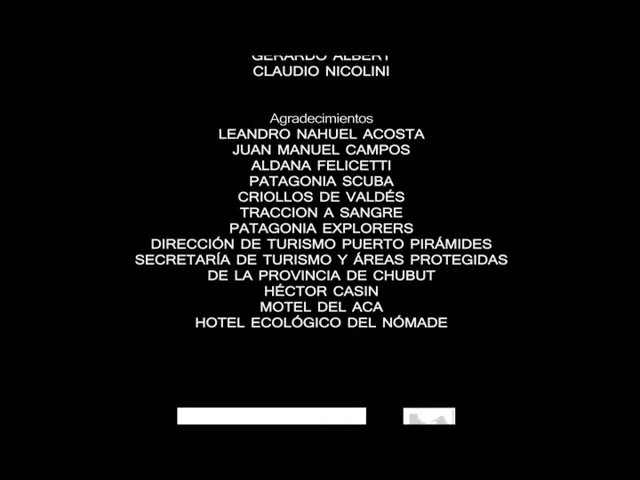 GERARDO ALBERT
CLAUDIO NICOLINI
Agradecimientos
LEANDRO NAHUEL ACOSTA
JUAN MANUEL CAMPOS
ALDANA FELICETTI
PATAGONIA SCUBA
CRIOLLOS DE VALDÉS
TRACCION A SANGRE
PATAGONIA EXPLORERS
DIRECCIÓN DE TURISMO PUERTO PIRÁMIDES
SECRETARÍA DE TURISMO Y ÁREAS PROTEGIDAS
DE LA PROVINCIA DE CHUBUT
HÉCTOR CASIN
MOTEL DEL ACA
HOTEL ECOLÓGICO DEL NÓMADE